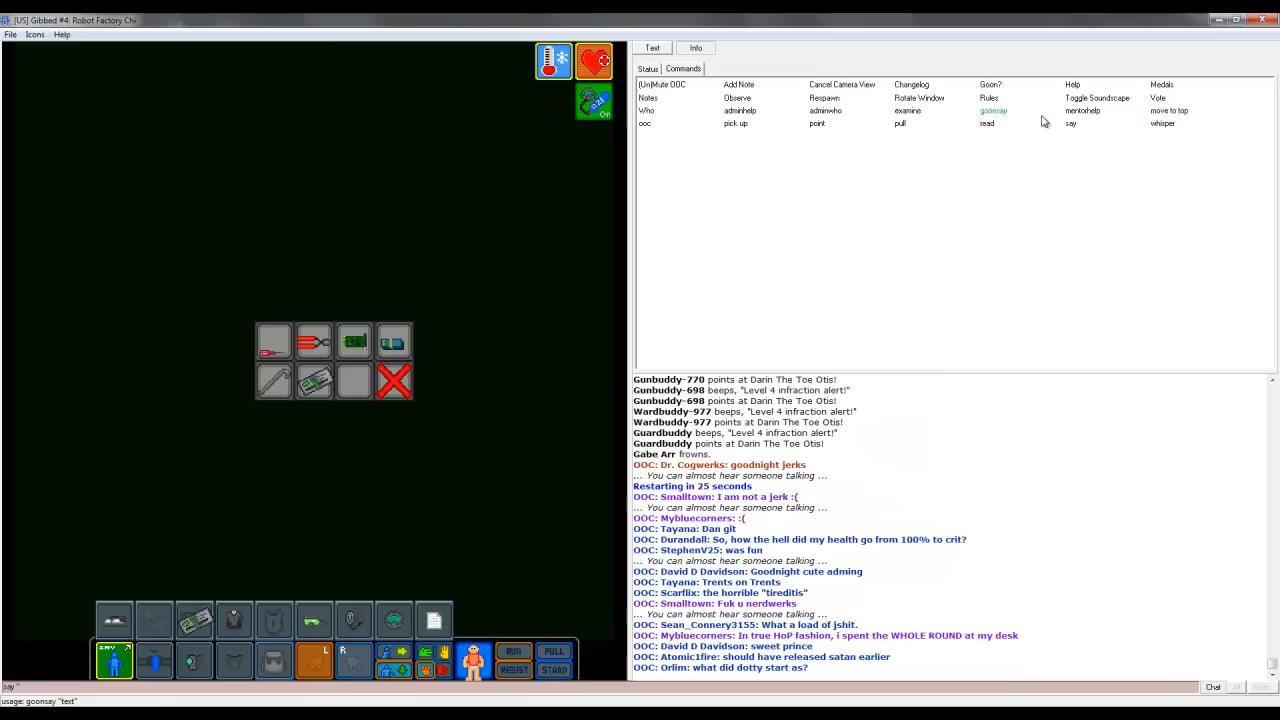 [US] Gibbed #4: Robot Factory Chi
File Icons Help
Text Info
Status Commands
(Un)Mute OOC Add Note Cancel Camera View Changelog Goon? Help Medals
Notes Observe Respawn Rotate Window Rules Toggle Soundscape Vote
Who adminhelp adminwho examine goonsay mentorhelp move to top
ooc pick up point pull read say whisper
On
Gunbuddy-770 points at Darin The Toe Otis!
Gunbuddy-698 beeps, "Level 4 infraction alert!"
Gunbuddy-698 points at Darin The Toe Otis!
Wardbuddy-977 beeps, "Level 4 infraction alert!"
Wardbuddy-977 points at Darin The Toe Otis!
Guardbuddy beeps, "Level 4 infraction alert!"
Guardbuddy points at Darin The Toe Otis!
Gabe Arr frowns.
OOC: Dr. Cogwerks: goodnight jerks
... You can almost hear someone talking ...
Restarting in 25 seconds
OOC: Smalltown: I am not a jerk :(
... You can almost hear someone talking ...
OOC: Mybluecorners: :(
OOC: Tayana: Dan git
OOC: Durandall: So, how the hell did my health go from 100% to crit?
OOC: StephenV25: was fun
... You can almost hear someone talking ...
OOC: David D Davidson: Goodnight cute adming
OOC: Tayana: Trents on Trents
OOC: Scarflix: the horrible "tireditis"
OOC: Smalltown: Fuk u nerdwerks
... You can almost hear someone talking ...
OOC: Sean_Connery3155: What a load of jshit.
OOC: Mybluecorners: In true HoP fashion, i spent the WHOLE ROUND at my desk
OOC: David D Davidson: sweet prince
OOC: Atomic1fire: should have released satan earlier
OOC: Orlim: what did dotty start as?
INV L R RUN PULL
RESIST STAND
say "
Chat
usage: goonsay "text"